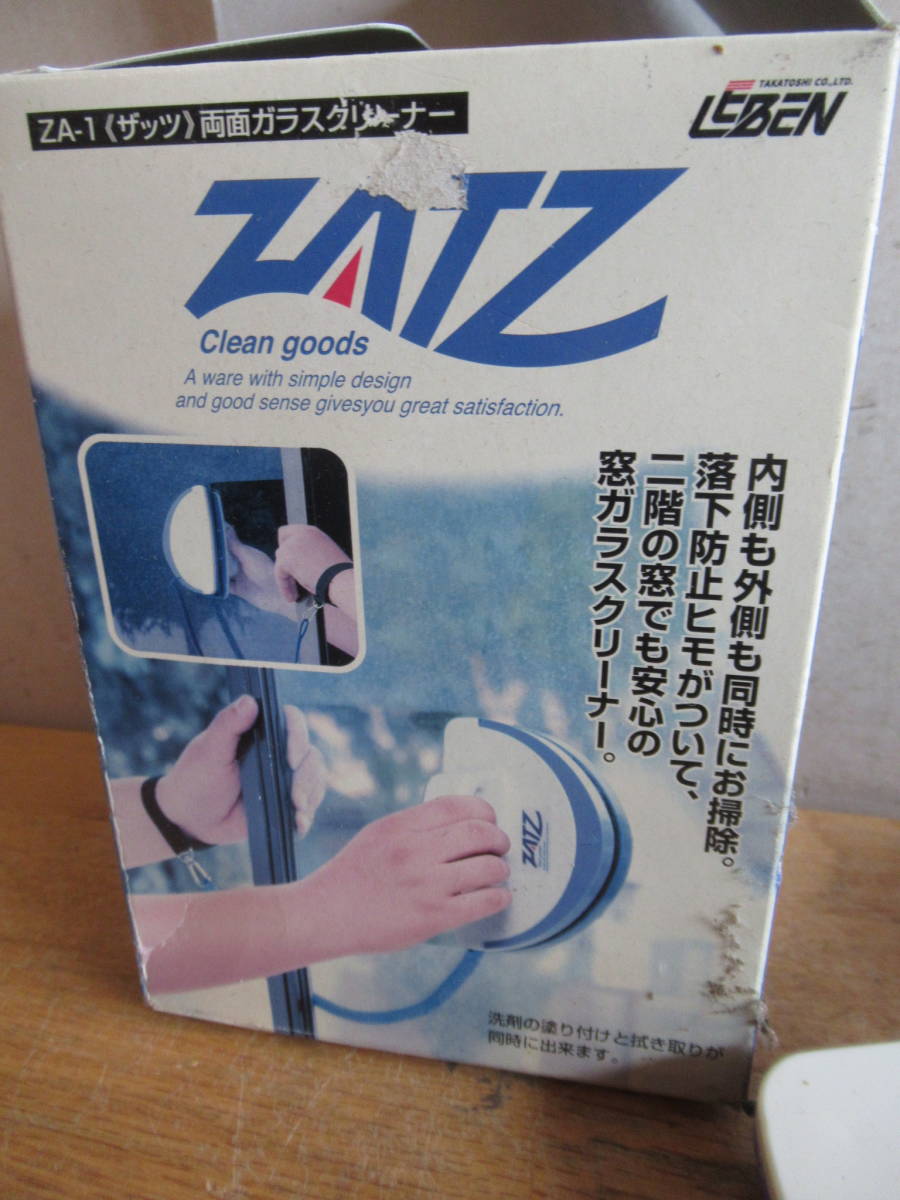 ZA-1《ザッツ》両面ガラスクリーナー
TAKATOSHI CO.,LTD.
LEBEN
ZATZ
Clean goods
A ware with simple design
and good sense givesyou great satisfaction.
内側も外側も同時にお掃除。
落下防止ヒモがついて、
二階の窓でも安心の
窓ガラスクリーナー。
ZATZ
洗剤の塗り付けと拭き取りが
同時に出来ます。